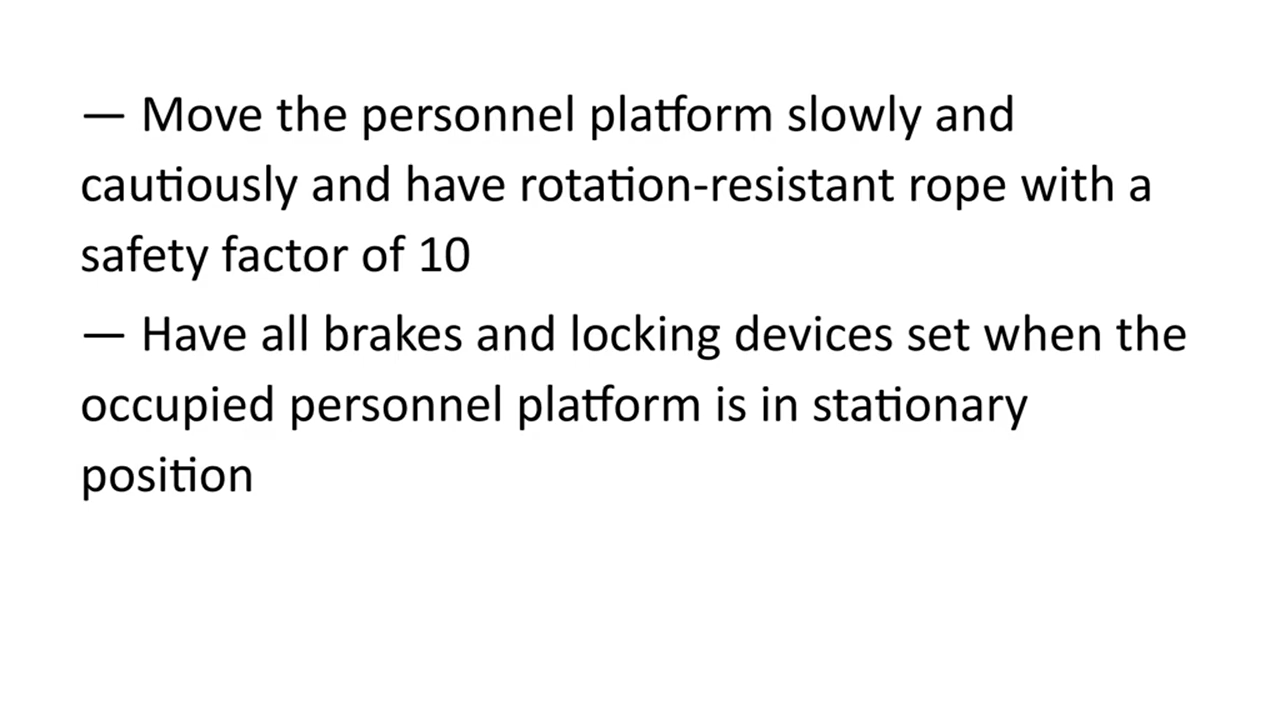 — Move the personnel platform slowly and
cautiously and have rotation-resistant rope with a
safety factor of 10
— Have all brakes and locking devices set when the
occupied personnel platform is in stationary
position